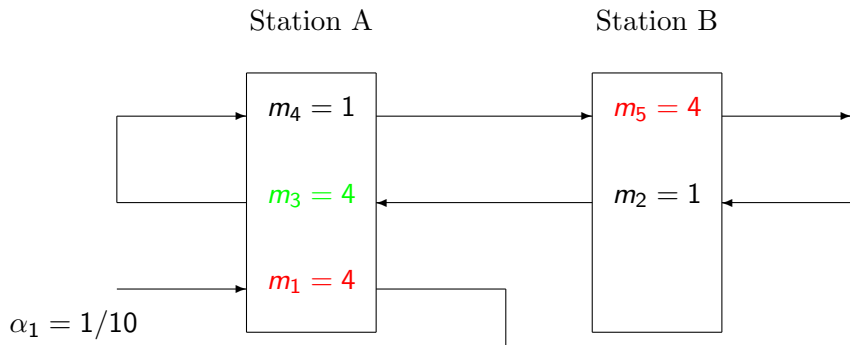 Station A
Station B
m₄ = 1
m₅ = 4
m₃ = 4
m₂ = 1
m₁ = 4
α₁ = 1/10